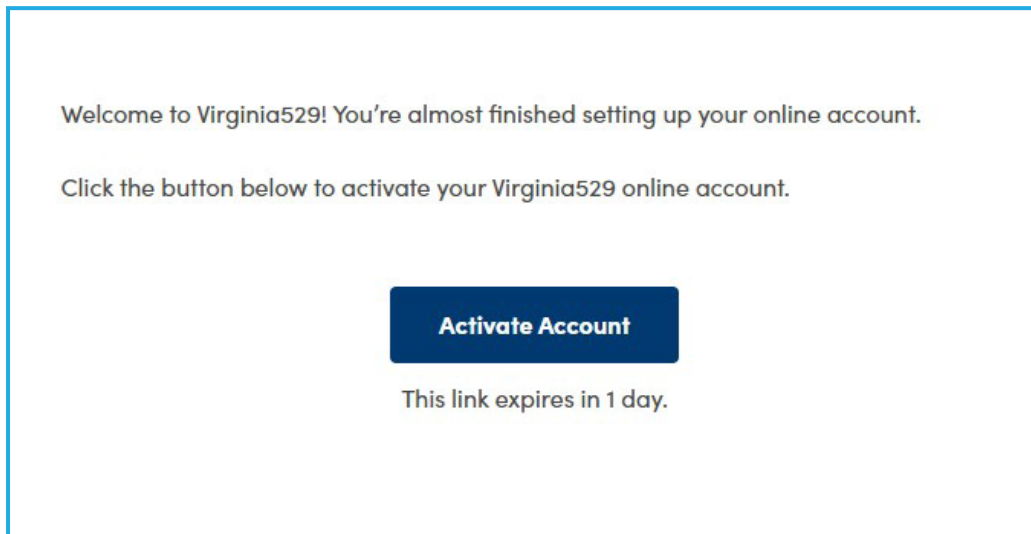 Welcome to Virginia529! You’re almost finished setting up your online account.
Click the button below to activate your Virginia529 online account.
Activate Account
This link expires in 1 day.